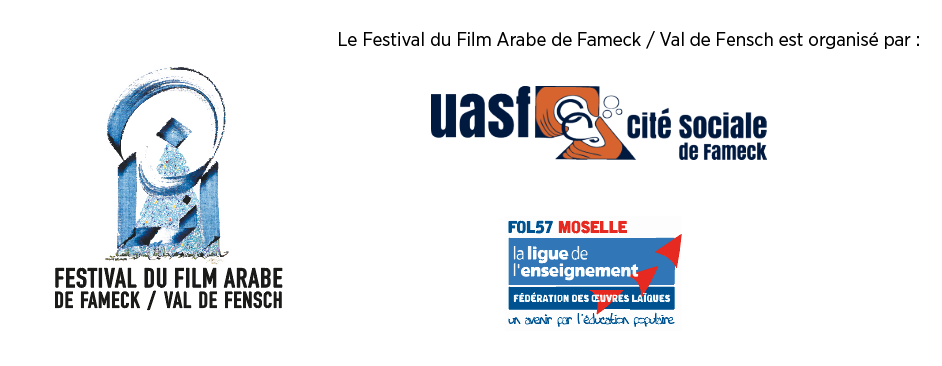 Le Festival du Film Arabe de Fameck / Val de Fensch est organisé par :
uasf
cité sociale
de Fameck
FOL57 MOSELLE
la ligue de
l'enseignement
FÉDÉRATION DES ŒUVRES LAÏQUES
un avenir par l'éducation populaire
FESTIVAL DU FILM ARABE
DE FAMECK / VAL DE FENSCH